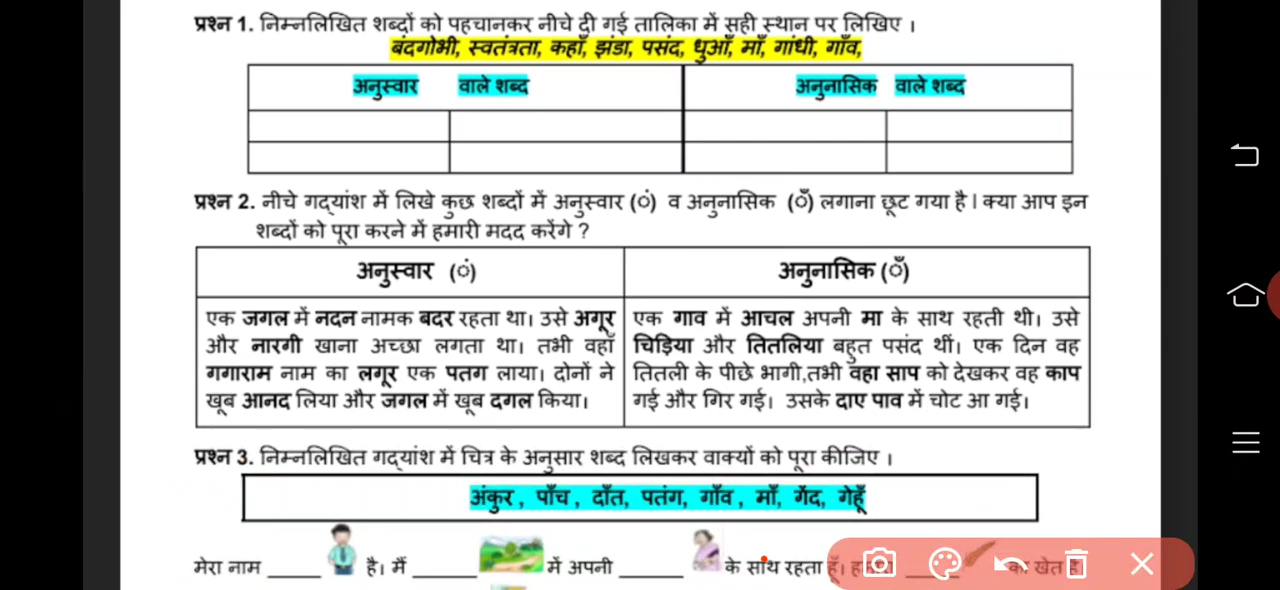 प्रश्न 1. निम्नलिखित शब्दों को पहचानकर नीचे दी गई तालिका में सही स्थान पर लिखिए ।
बंदगोभी, स्वतंत्रता, कहाँ, झंडा, पसंद, धुआँ, माँ, गांधी, गाँव,
अनुस्वार वाले शब्द अनुनासिक वाले शब्द
प्रश्न 2. नीचे गद्यांश में लिखे कुछ शब्दों में अनुस्वार (ं) व अनुनासिक (ँ) लगाना छूट गया है । क्या आप इन
शब्दों को पूरा करने में हमारी मदद करेंगे ?
अनुस्वार (ं) अनुनासिक (ँ)
एक जगल में नदन नामक बदर रहता था। उसे अगूर
और नारगी खाना अच्छा लगता था। तभी वहाँ
गगाराम नाम का लगूर एक पतग लाया। दोनों ने
खूब आनद लिया और जगल में खूब दगल किया।
एक गाव में आचल अपनी मा के साथ रहती थी। उसे
चिड़िया और तितलिया बहुत पसंद थीं। एक दिन वह
तितली के पीछे भागी,तभी वहा साप को देखकर वह काप
गई और गिर गई। उसके दाए पाव में चोट आ गई।
प्रश्न 3. निम्नलिखित गद्यांश में चित्र के अनुसार शब्द लिखकर वाक्यों को पूरा कीजिए ।
अंकुर , पाँच , दाँत, पतंग, गाँव , माँ, गेंद, गेहूँ
मेरा नाम _____ है। मैं ______ में अपनी ______ के साथ रहता हूँ। हमारा _____ का खेत है।